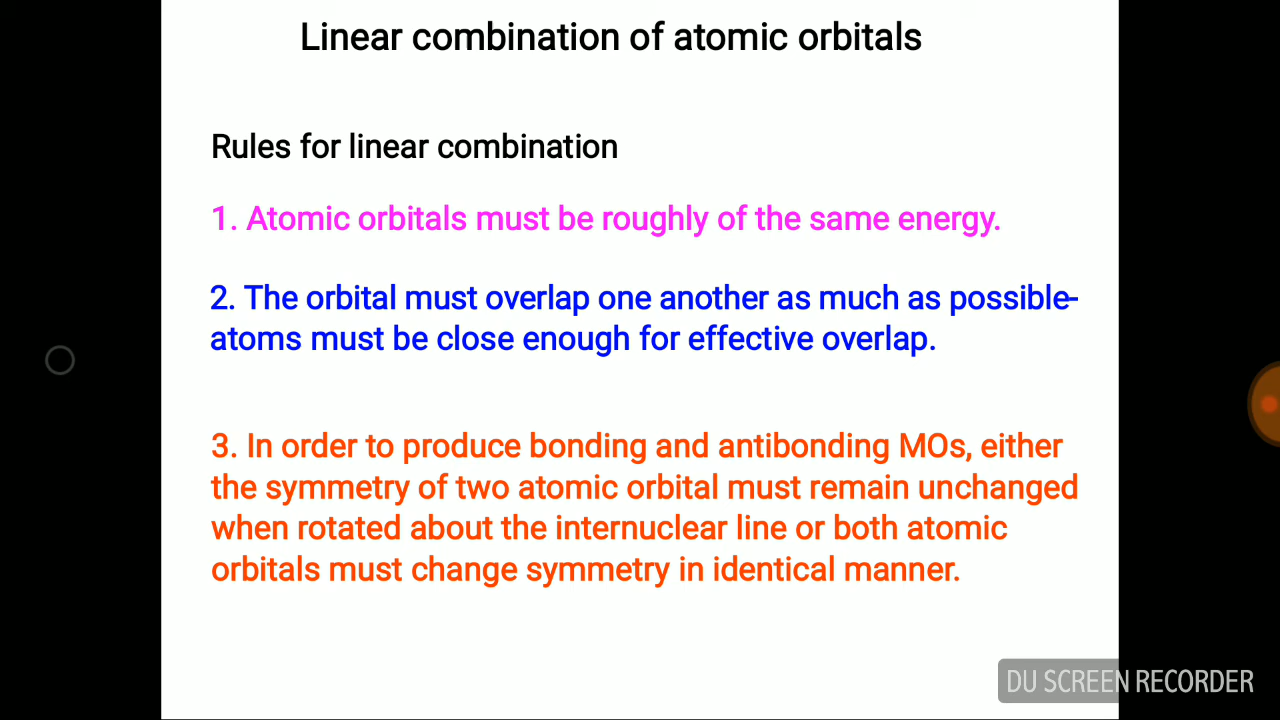 Linear combination of atomic orbitals
Rules for linear combination
1. Atomic orbitals must be roughly of the same energy.
2. The orbital must overlap one another as much as possible-
atoms must be close enough for effective overlap.
3. In order to produce bonding and antibonding MOs, either
the symmetry of two atomic orbital must remain unchanged
when rotated about the internuclear line or both atomic
orbitals must change symmetry in identical manner.
DU SCREEN RECORDER